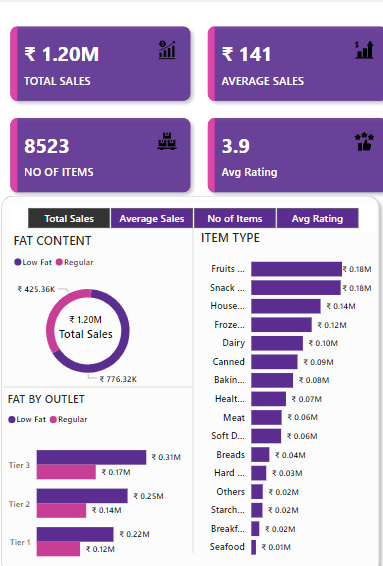 ₹ 1.20M
TOTAL SALES
₹ 141
AVERAGE SALES
8523
NO OF ITEMS
3.9
Avg Rating
Total Sales
Average Sales
No of Items
Avg Rating
FAT CONTENT
Low Fat
Regular
₹ 425.36K
₹ 1.20M
Total Sales
₹ 776.32K
FAT BY OUTLET
Low Fat
Regular
Tier 3
₹ 0.31M
₹ 0.17M
Tier 2
₹ 0.25M
₹ 0.14M
Tier 1
₹ 0.22M
₹ 0.12M
ITEM TYPE
Fruits ... ₹ 0.18M
Snack ... ₹ 0.18M
House... ₹ 0.14M
Froze... ₹ 0.12M
Dairy ₹ 0.10M
Canned ₹ 0.09M
Bakin... ₹ 0.08M
Healt... ₹ 0.07M
Meat ₹ 0.06M
Soft D... ₹ 0.06M
Breads ₹ 0.04M
Hard ... ₹ 0.03M
Others ₹ 0.02M
Starch... ₹ 0.02M
Breakf... ₹ 0.02M
Seafood ₹ 0.01M